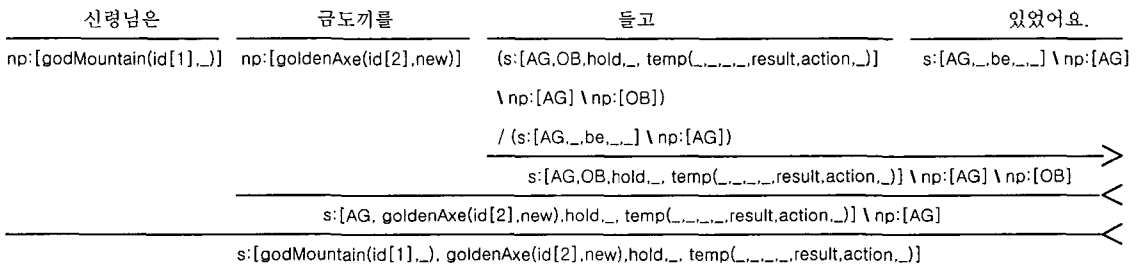 신령님은 금도끼를 들고 있었어요.
np:[godMountain(id[1],_)] np:[goldenAxe(id[2],new)] (s:[AG,OB,hold,_, temp(_,_,_,_,result,action,_)] s:[AG,_,be,_,_] \ np:[AG]
\ np:[AG] \ np:[OB])
/ (s:[AG,_,be,_,_] \ np:[AG])
>
s:[AG,OB,hold,_, temp(_,_,_,_,result,action,_)] \ np:[AG] \ np:[OB]
<
s:[AG, goldenAxe(id[2],new),hold,_, temp(_,_,_,_,result,action,_)] \ np:[AG]
<
s:[godMountain(id[1],_), goldenAxe(id[2],new),hold,_, temp(_,_,_,_,result,action,_)]